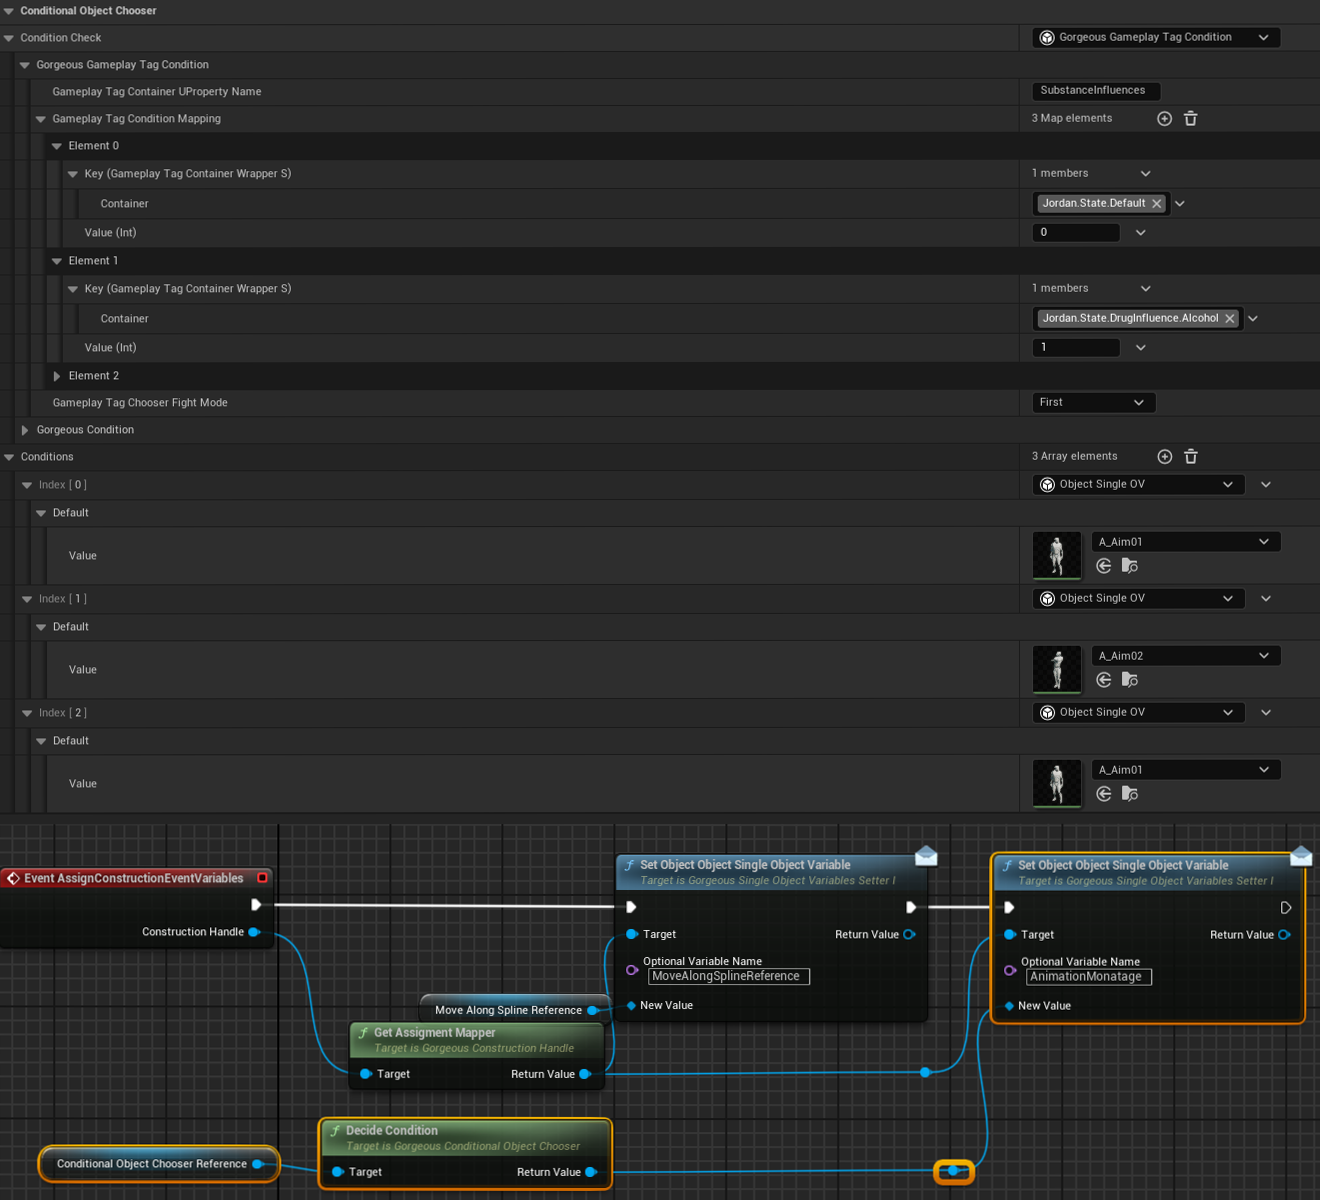 Conditional Object Chooser
Condition Check
Gorgeous Gameplay Tag Condition
Gorgeous Gameplay Tag Condition
Gameplay Tag Container UProperty Name
SubstanceInfluences
Gameplay Tag Condition Mapping
3 Map elements
Element 0
Key (Gameplay Tag Container Wrapper S)
1 members
Container
Jordan.State.Default
Value (Int)
0
Element 1
Key (Gameplay Tag Container Wrapper S)
1 members
Container
Jordan.State.DrugInfluence.Alcohol
Value (Int)
1
Element 2
Gameplay Tag Chooser Fight Mode
First
Gorgeous Condition
Conditions
3 Array elements
Index [ 0 ]
Object Single OV
Default
Value
A_Aim01
Index [ 1 ]
Object Single OV
Default
Value
A_Aim02
Index [ 2 ]
Object Single OV
Default
Value
A_Aim01
Event AssignConstructionEventVariables
Construction Handle
Set Object Object Single Object Variable
Target is Gorgeous Single Object Variables Setter I
Target
Return Value
Optional Variable Name
MoveAlongSplineReference
New Value
Set Object Object Single Object Variable
Target is Gorgeous Single Object Variables Setter I
Target
Return Value
Optional Variable Name
AnimationMonatage
New Value
Move Along Spline Reference
Get Assigment Mapper
Target is Gorgeous Construction Handle
Target
Return Value
Decide Condition
Target is Gorgeous Conditional Object Chooser
Target
Return Value
Conditional Object Chooser Reference